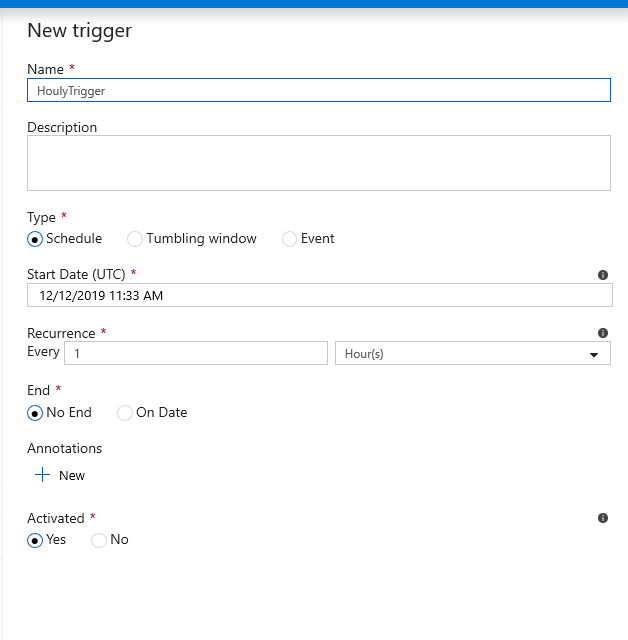 New trigger
Name *
HoulyTrigger
Description
Type *
Schedule Tumbling window Event
Start Date (UTC) *
12/12/2019 11:33 AM
Recurrence *
Every 1 Hour(s)
End *
No End On Date
Annotations
+ New
Activated *
Yes No